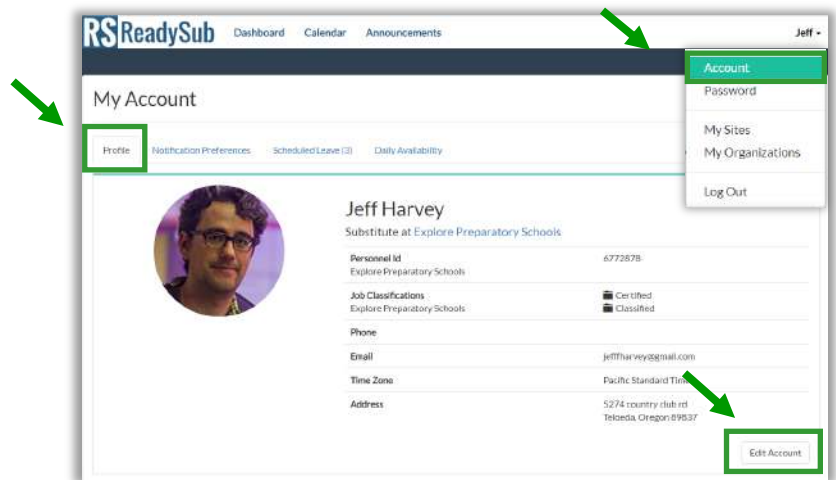 RS ReadySub Dashboard Calendar Announcements Jeff
Account
Password
My Sites
My Organizations
Log Out
My Account
Profile Notification Preferences Scheduled Leave (3) Daily Availability
Jeff Harvey
Substitute at Explore Preparatory Schools
Personnel Id 6772878
Explore Preparatory Schools
Job Classifications Certified
Explore Preparatory Schools Classified
Phone
Email jefffharvey@gmail.com
Time Zone Pacific Standard Time
Address 5274 country club rd
Teloeda, Oregon 89837
Edit Account